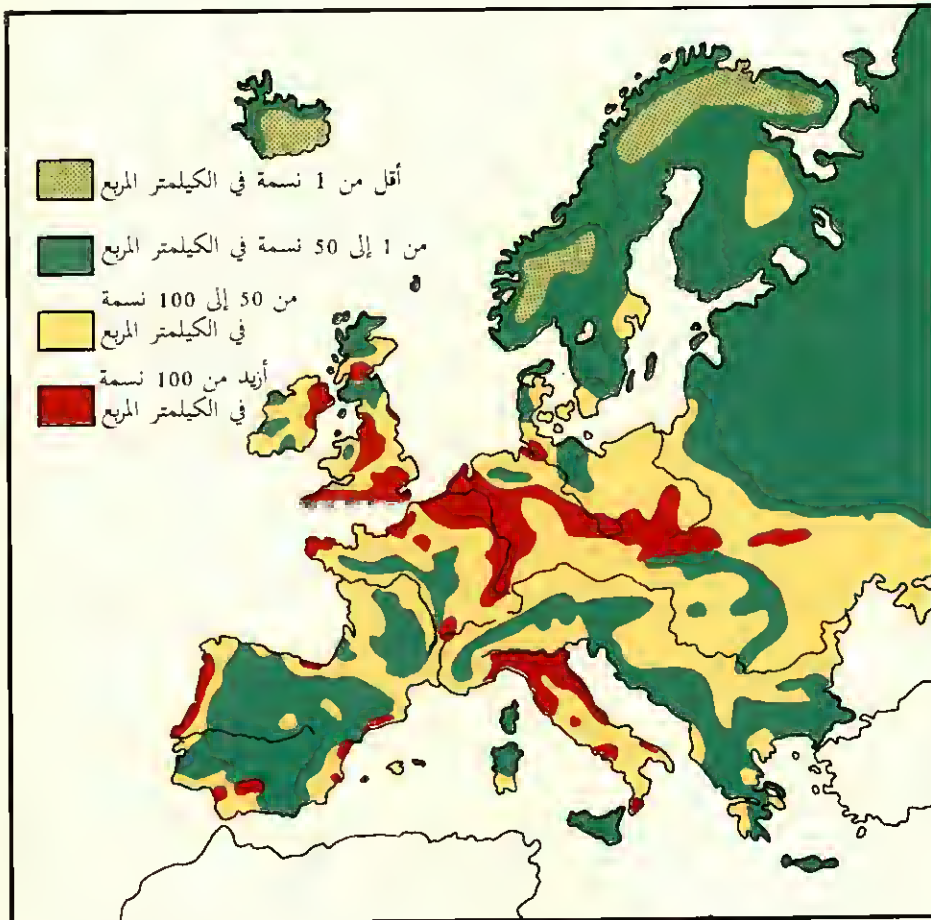 أقل من 1 نسمة في الكيلمتر المربع
من 1 إلى 50 نسمة في الكيلمتر المربع
من 50 إلى 100 نسمة
في الكيلمتر المربع
أزيد من 100 نسمة
في الكيلمتر المربع